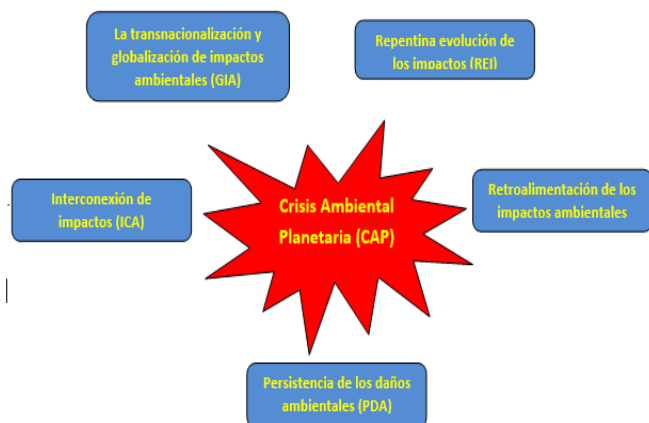 La transnacionalización y
globalización de impactos
ambientales (GIA)
Repentina evolución de
los impactos (REI)
Interconexión de
impactos (ICA)
Crisis Ambiental
Planetaria (CAP)
Retroalimentación de los
impactos ambientales
Persistencia de los daños
ambientales (PDA)